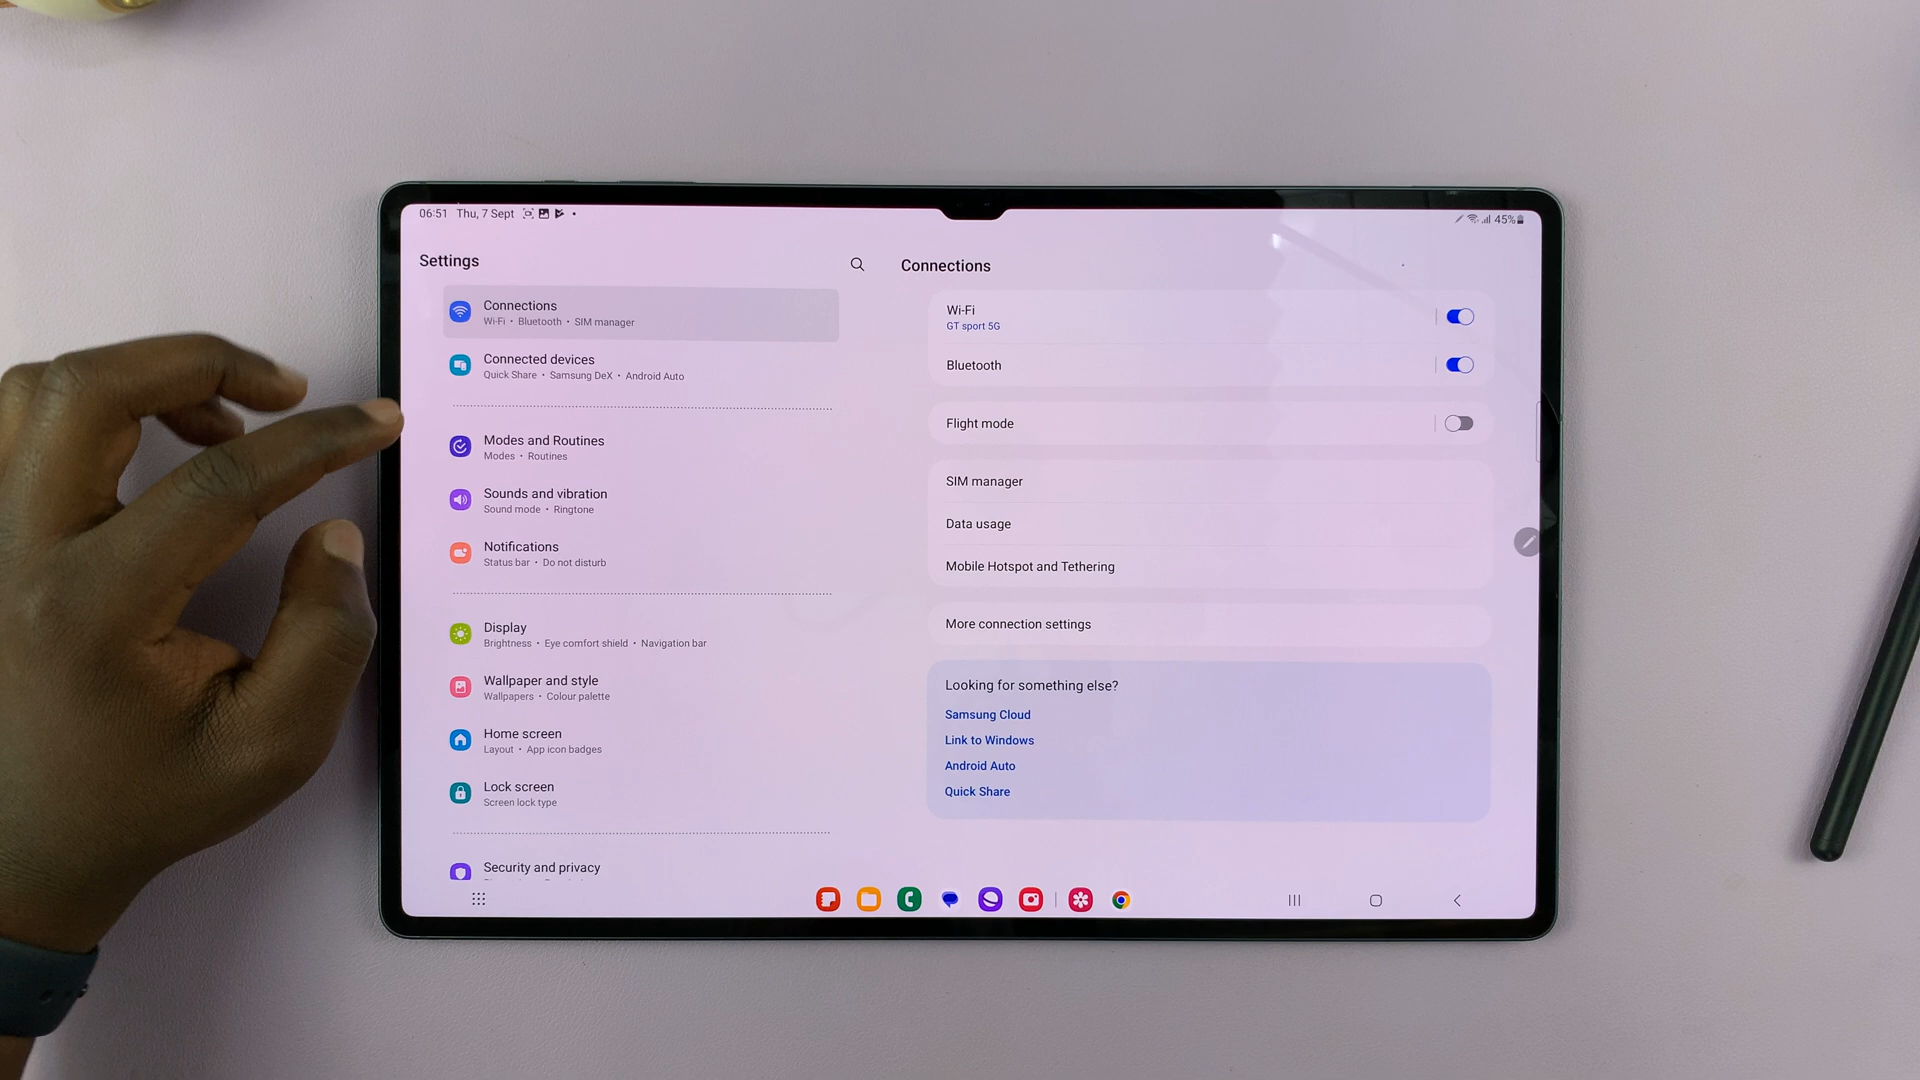 06:51 Thu, 7 Sept
45%
Settings
Connections
Wi-Fi • Bluetooth • SIM manager
Connected devices
Quick Share • Samsung DeX • Android Auto
Modes and Routines
Modes • Routines
Sounds and vibration
Sound mode • Ringtone
Notifications
Status bar • Do not disturb
Display
Brightness • Eye comfort shield • Navigation bar
Wallpaper and style
Wallpapers • Colour palette
Home screen
Layout • App icon badges
Lock screen
Screen lock type
Security and privacy
Connections
Wi-Fi
GT sport 5G
Bluetooth
Flight mode
SIM manager
Data usage
Mobile Hotspot and Tethering
More connection settings
Looking for something else?
Samsung Cloud
Link to Windows
Android Auto
Quick Share